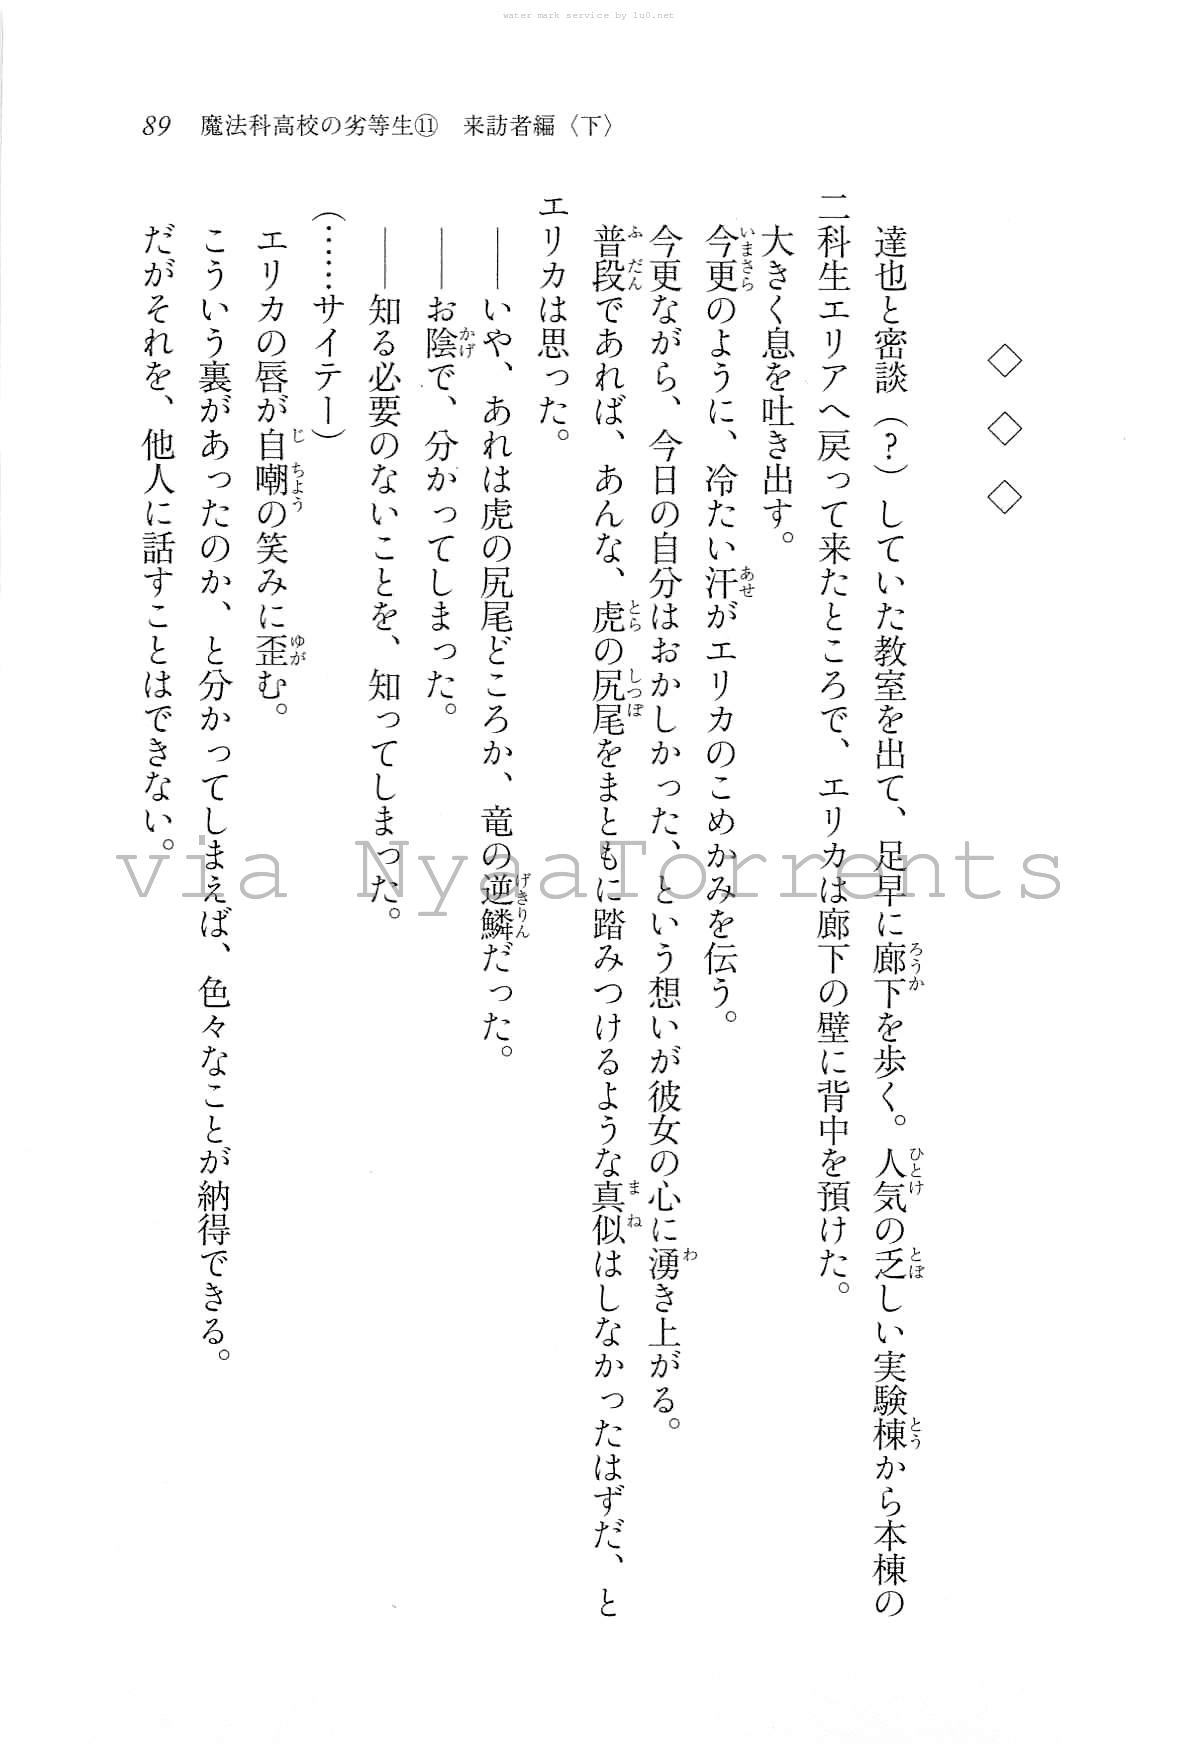 water mark service by lu0.net
89 魔法科高校の劣等生⑪ 来訪者編〈下〉
◇ ◇ ◇
達也と密談(?)していた教室を出て、足早に廊下を歩く。人気の乏しい実験棟から本棟の
二科生エリアへ戻って来たところで、エリカは廊下の壁に背中を預けた。
大きく息を吐き出す。
今更のように、冷たい汗がエリカのこめかみを伝う。
今更ながら、今日の自分はおかしかった、という想いが彼女の心に湧き上がる。
普段であれば、あんな、虎の尻尾をまともに踏みつけるような真似はしなかったはずだ、と
エリカは思った。
――いや、あれは虎の尻尾どころか、竜の逆鱗だった。
――お陰で、分かってしまった。
――知る必要のないことを、知ってしまった。
(……サイテー)
エリカの唇が自嘲の笑みに歪む。
こういう裏があったのか、と分かってしまえば、色々なことが納得できる。
だがそれを、他人に話すことはできない。
via NyaaTorrents